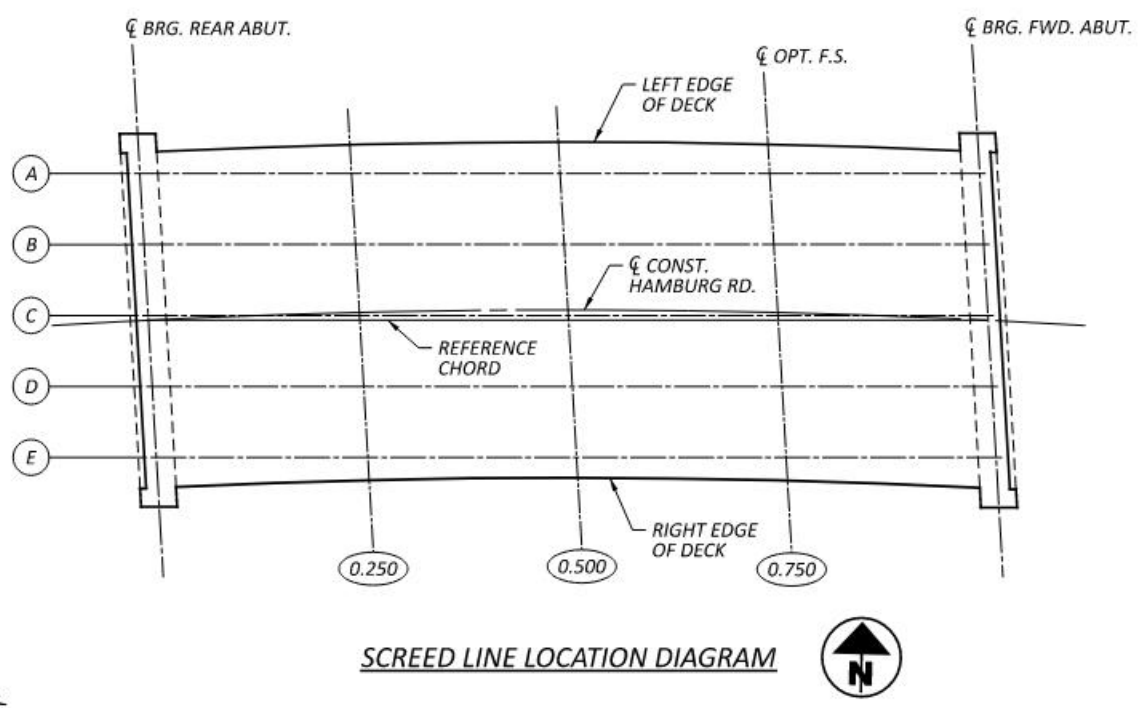 ℄ BRG. REAR ABUT.
℄ BRG. FWD. ABUT.
℄ OPT. F.S.
LEFT EDGE
OF DECK
A
B
℄ CONST.
HAMBURG RD.
C
REFERENCE
CHORD
D
E
RIGHT EDGE
OF DECK
0.250
0.500
0.750
SCREED LINE LOCATION DIAGRAM
N